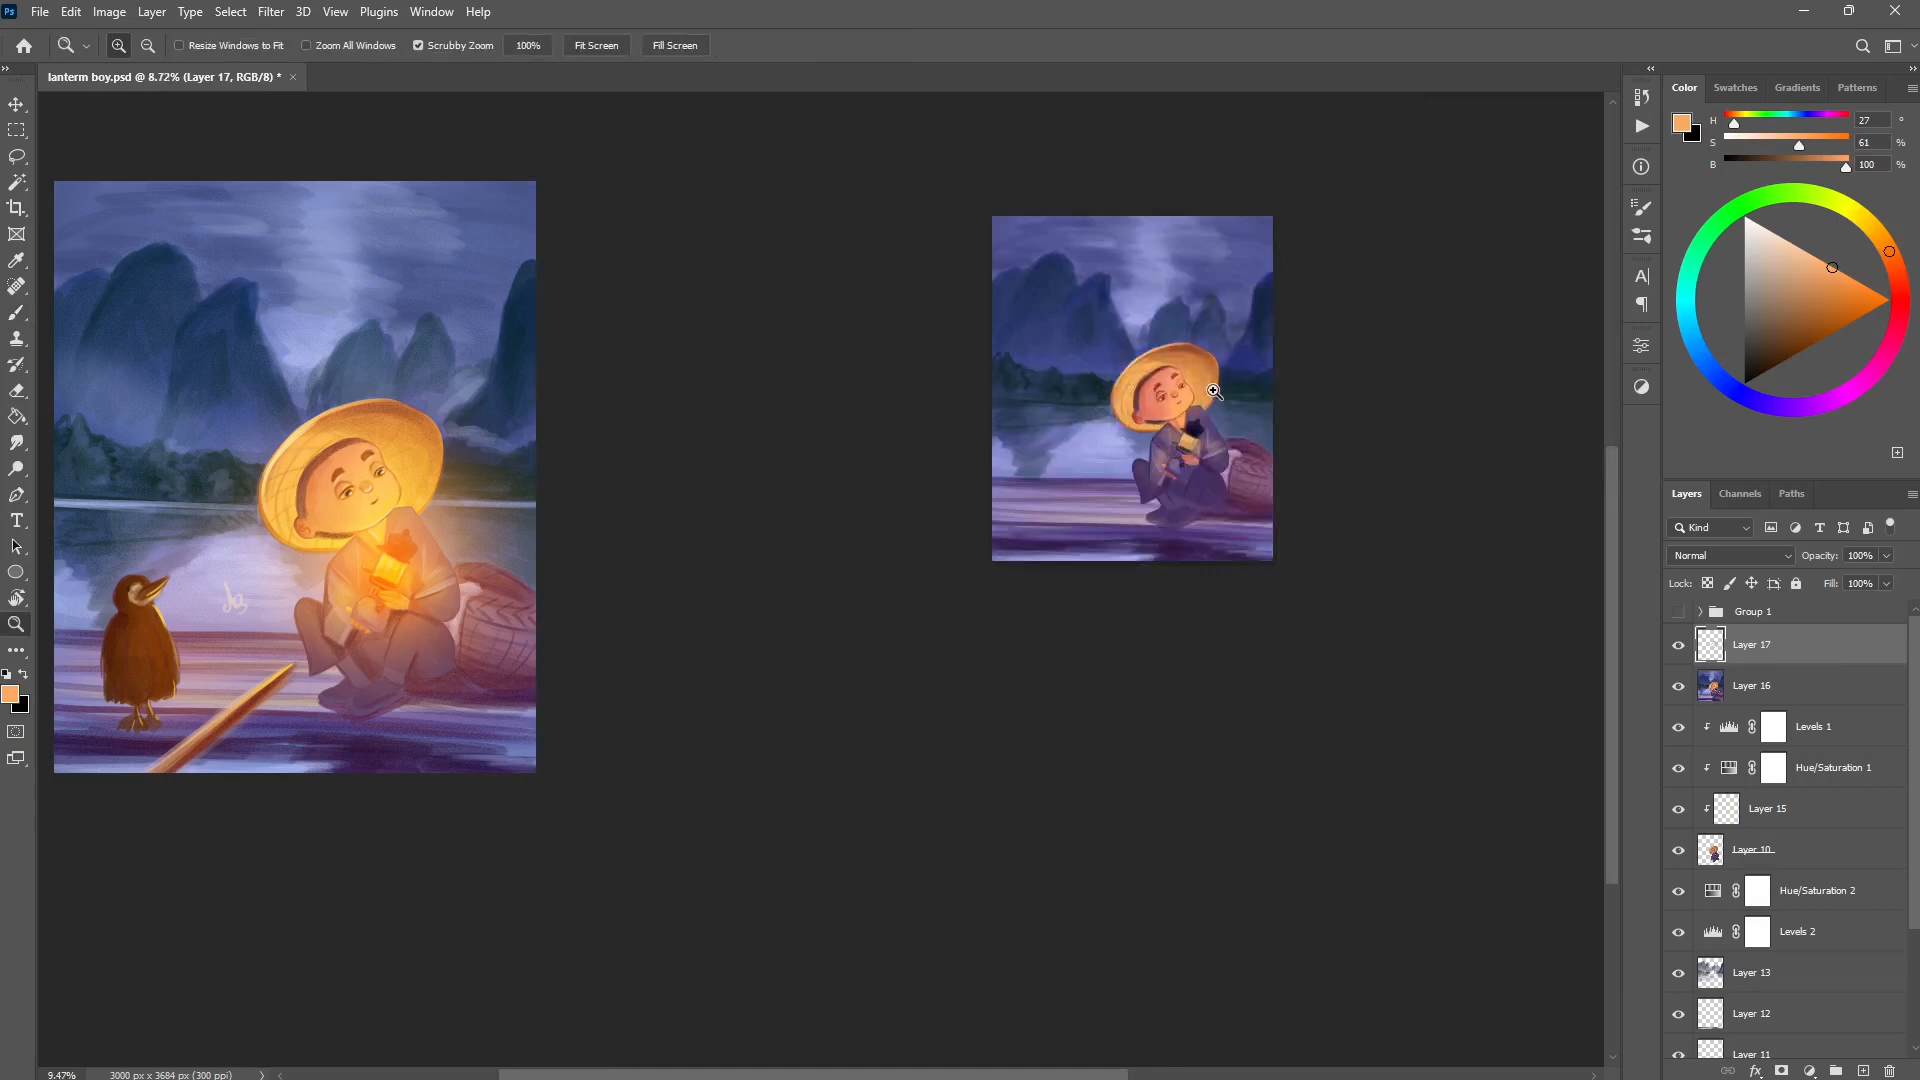 Ps File Edit Image Layer Type Select Filter 3D View Plugins Window Help
Resize Windows to Fit Zoom All Windows Scrubby Zoom 100% Fit Screen Fill Screen
lanterm boy.psd @ 8.72% (Layer 17, RGB/8) *
Color Swatches Gradients Patterns
H 27 °
S 61 %
B 100 %
Layers Channels Paths
Kind
Normal Opacity: 100%
Lock: Fill: 100%
Group 1
Layer 17
Layer 16
Levels 1
Hue/Saturation 1
Layer 15
Layer 10
Hue/Saturation 2
Levels 2
Layer 13
Layer 12
Layer 11
9.47% 3000 px x 3684 px (300 ppi)